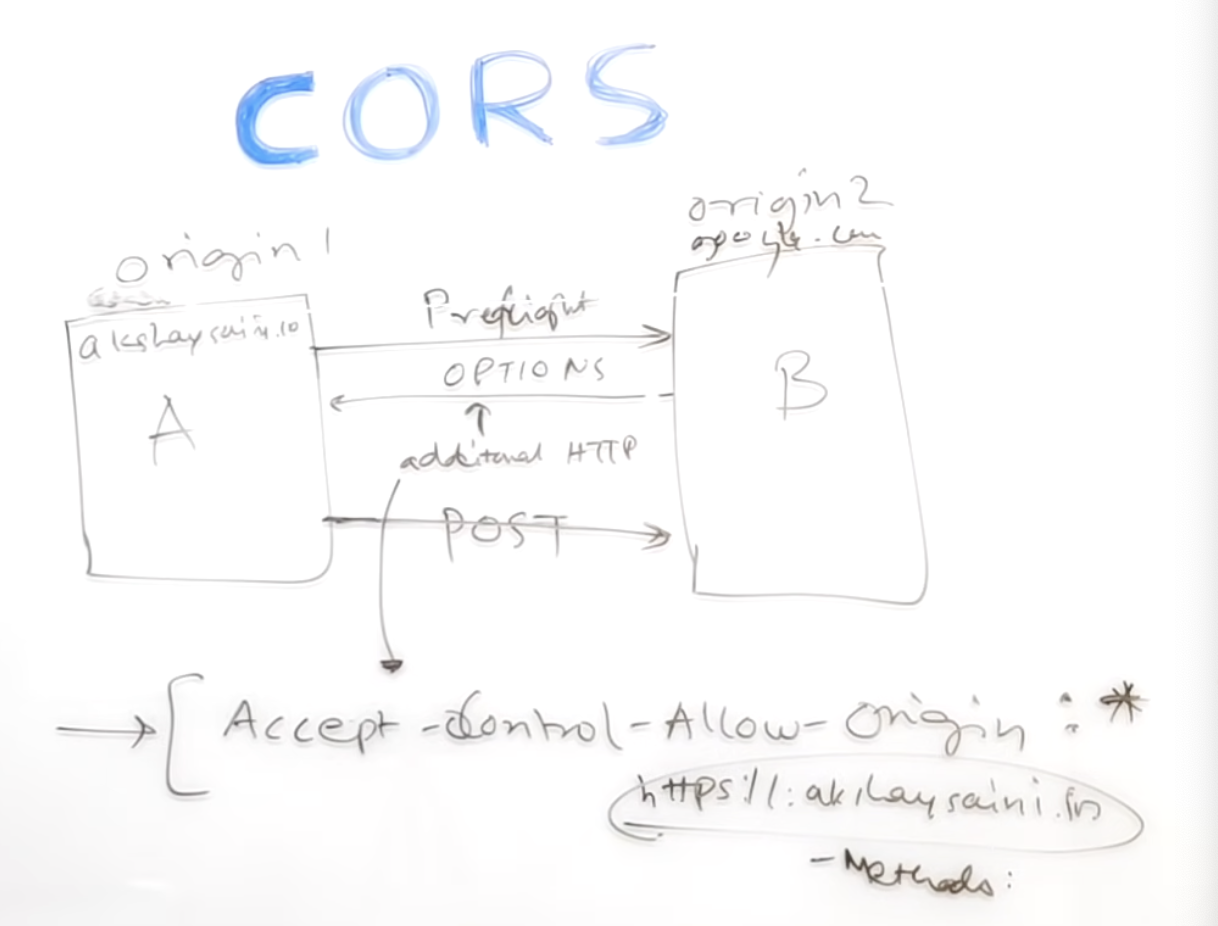 CORS
origin 1
akshaysaini.io
A
origin 2
google.com
B
Preflight
OPTIONS
additional HTTP
POST
Accept-Control-Allow-Origin : *
https://:akshaysaini.in
- Methods: